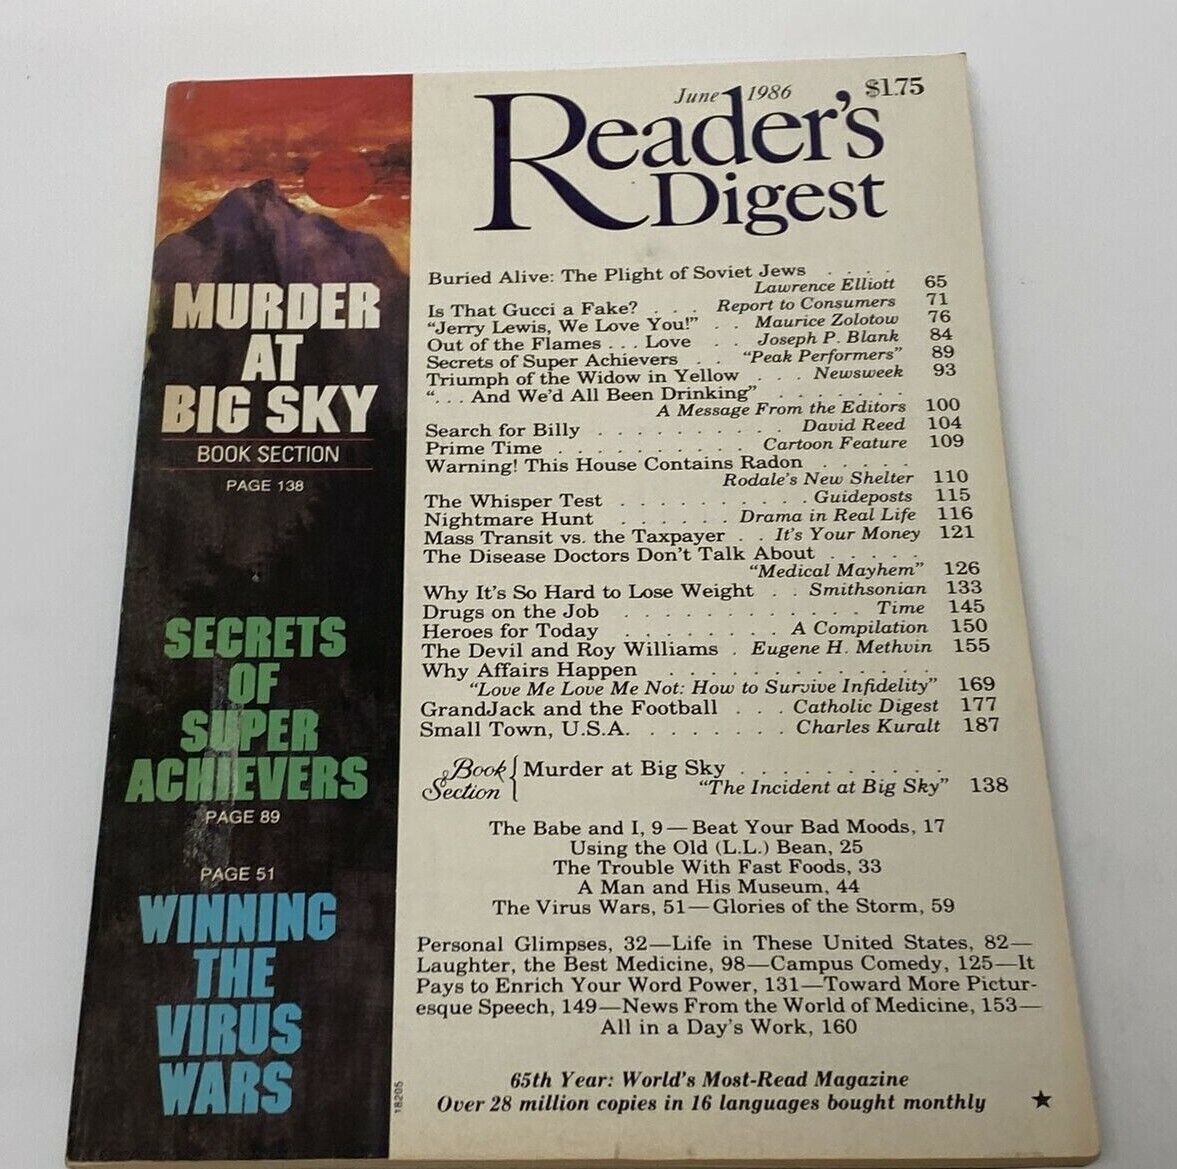 MURDER
AT
BIG SKY
BOOK SECTION
PAGE 138
SECRETS
OF
SUPER
ACHIEVERS
PAGE 89
PAGE 51
WINNING
THE
VIRUS
WARS
June 1986 $1.75
Reader's
Digest
Buried Alive: The Plight of Soviet Jews . . . .
Lawrence Elliott 65
Is That Gucci a Fake? . . . Report to Consumers 71
"Jerry Lewis, We Love You!" . . Maurice Zolotow 76
Out of the Flames . . . Love . . Joseph P. Blank 84
Secrets of Super Achievers . . "Peak Performers" 89
Triumph of the Widow in Yellow . . . Newsweek 93
". . . And We'd All Been Drinking" . . . . . . .
A Message From the Editors 100
Search for Billy . . . . . . . . . . David Reed 104
Prime Time . . . . . . . . . . Cartoon Feature 109
Warning! This House Contains Radon . . . . .
Rodale's New Shelter 110
The Whisper Test . . . . . . . . . . Guideposts 115
Nightmare Hunt . . . . . . Drama in Real Life 116
Mass Transit vs. the Taxpayer . . It's Your Money 121
The Disease Doctors Don't Talk About . . . . .
"Medical Mayhem" 126
Why It's So Hard to Lose Weight . . Smithsonian 133
Drugs on the Job . . . . . . . . . . . . Time 145
Heroes for Today . . . . . . . . A Compilation 150
The Devil and Roy Williams . Eugene H. Methvin 155
Why Affairs Happen . . . . . . . . . . . .
"Love Me Love Me Not: How to Survive Infidelity" 169
GrandJack and the Football . . . Catholic Digest 177
Small Town, U.S.A. . . . . . . . . Charles Kuralt 187
Book
Section
Murder at Big Sky . . . . . . . . . .
"The Incident at Big Sky" 138
The Babe and I, 9—Beat Your Bad Moods, 17
Using the Old (L.L.) Bean, 25
The Trouble With Fast Foods, 33
A Man and His Museum, 44
The Virus Wars, 51—Glories of the Storm, 59
Personal Glimpses, 32—Life in These United States, 82—
Laughter, the Best Medicine, 98—Campus Comedy, 125—It
Pays to Enrich Your Word Power, 131—Toward More Pictur-
esque Speech, 149—News From the World of Medicine, 153—
All in a Day's Work, 160
65th Year: World's Most-Read Magazine
Over 28 million copies in 16 languages bought monthly
18205